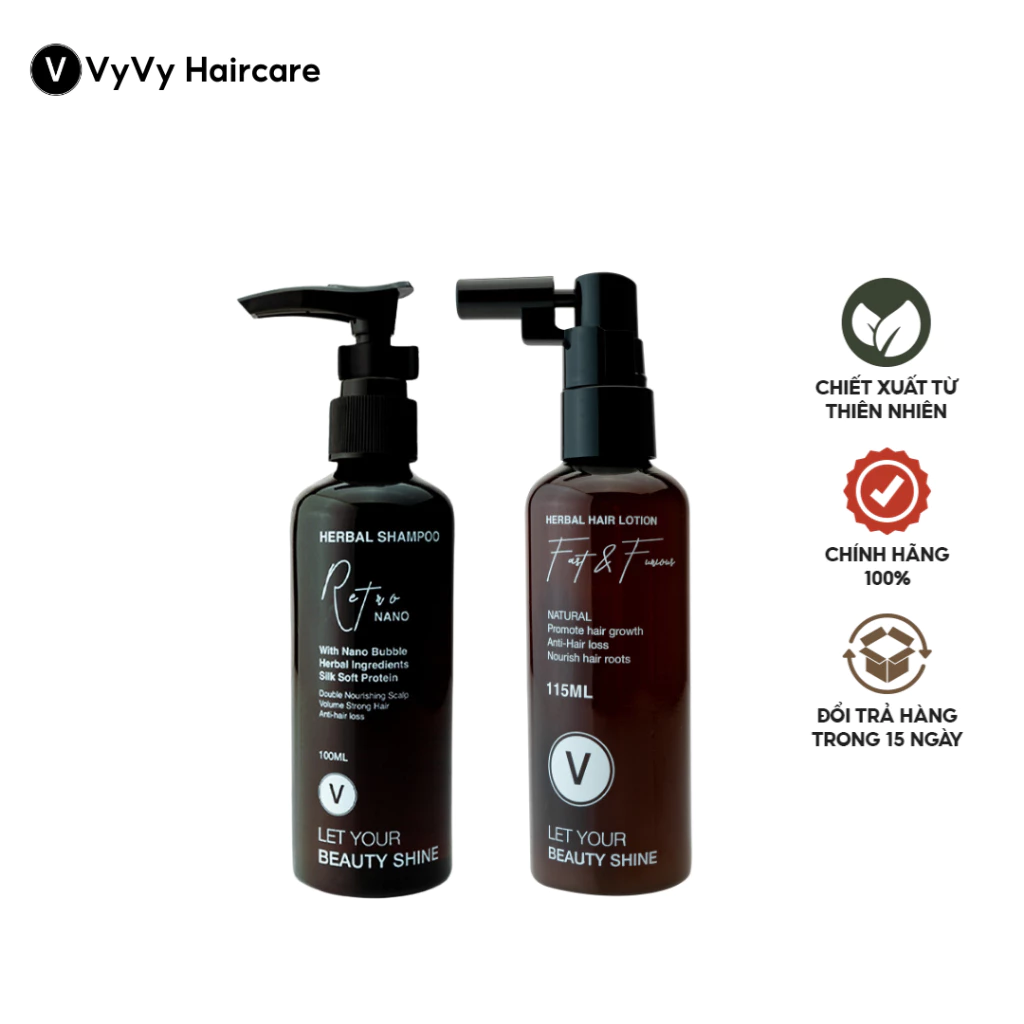 V VyVy Haircare
HERBAL SHAMPOO
Retro
NANO
With Nano Bubble
Herbal Ingredients
Silk Soft Protein
Double Nourishing Scalp
Volume Strong Hair
Anti-hair loss
100ML
V
LET YOUR
BEAUTY SHINE
HERBAL HAIR LOTION
Fast & Furious
NATURAL
Promote hair growth
Anti-Hair loss
Nourish hair roots
115ML
V
LET YOUR
BEAUTY SHINE
CHIẾT XUẤT TỪ
THIÊN NHIÊN
CHÍNH HÃNG
100%
ĐỔI TRẢ HÀNG
TRONG 15 NGÀY